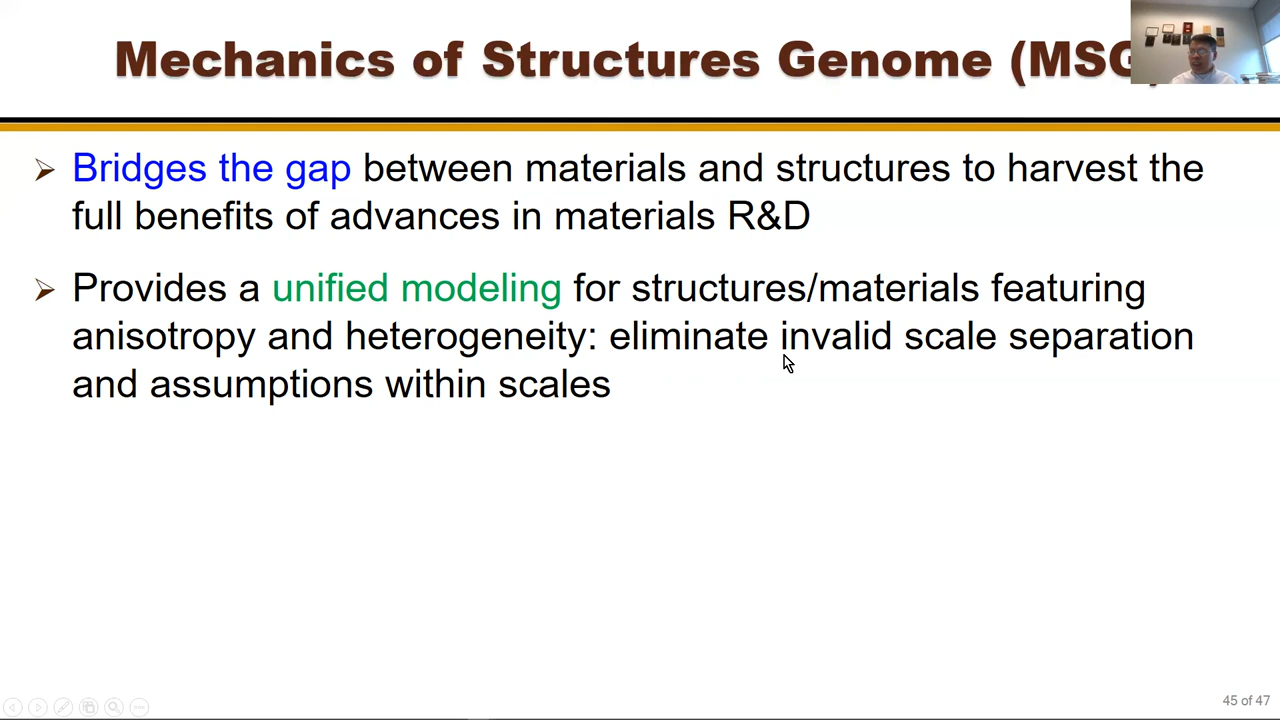 Mechanics of Structures Genome (MSG)
Bridges the gap between materials and structures to harvest the
full benefits of advances in materials R&D
Provides a unified modeling for structures/materials featuring
anisotropy and heterogeneity: eliminate invalid scale separation
and assumptions within scales
45 of 47